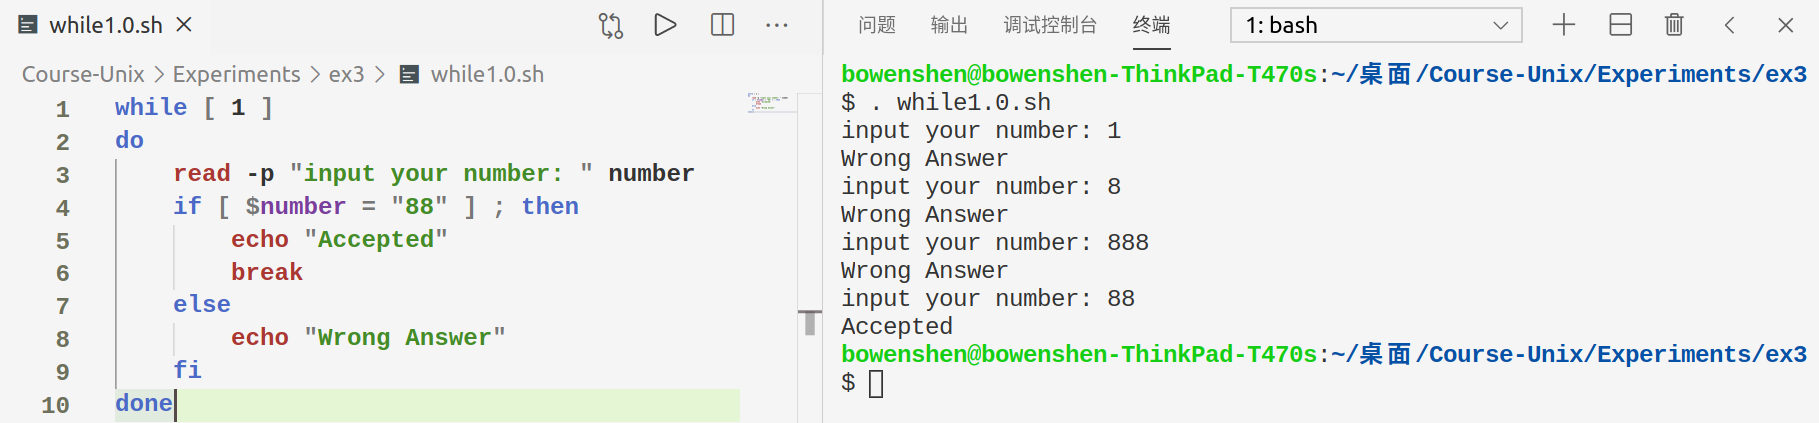 while1.0.sh
Course-Unix > Experiments > ex3 > while1.0.sh
1 while [ 1 ]
2 do
3     read -p "input your number: " number
4     if [ $number = "88" ] ; then
5         echo "Accepted"
6         break
7     else
8         echo "Wrong Answer"
9     fi
10 done
问题 输出 调试控制台 终端 1: bash
bowenshen@bowenshen-ThinkPad-T470s:~/桌面/Course-Unix/Experiments/ex3
$ . while1.0.sh
input your number: 1
Wrong Answer
input your number: 8
Wrong Answer
input your number: 888
Wrong Answer
input your number: 88
Accepted
bowenshen@bowenshen-ThinkPad-T470s:~/桌面/Course-Unix/Experiments/ex3
$